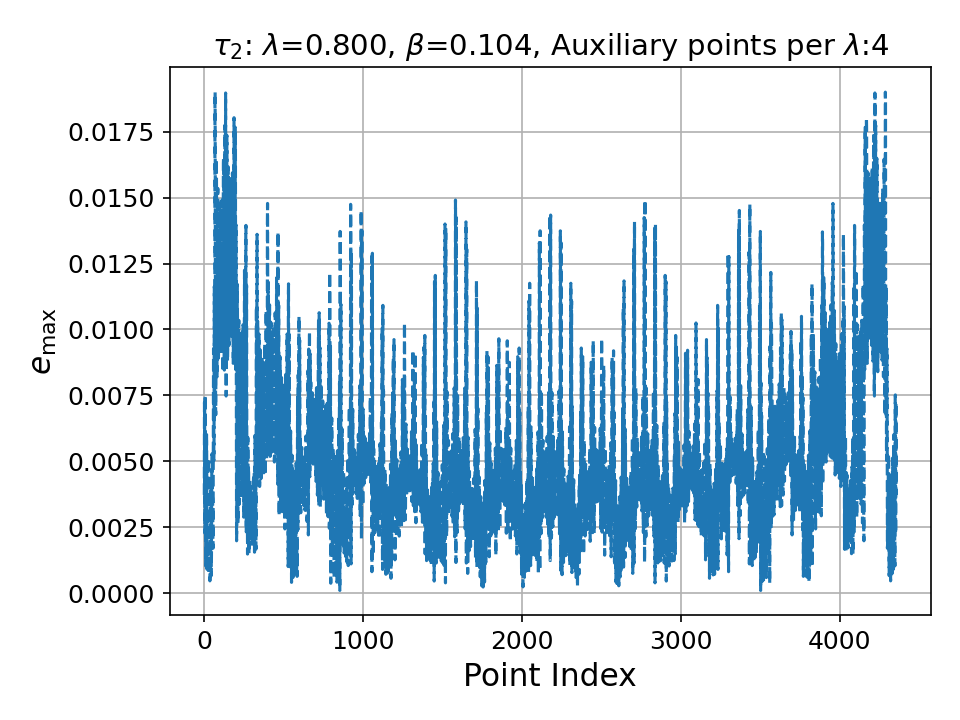 τ₂: λ=0.800, β=0.104, Auxiliary points per λ:4
e_max
0.0175
0.0150
0.0125
0.0100
0.0075
0.0050
0.0025
0.0000
0 1000 2000 3000 4000
Point Index